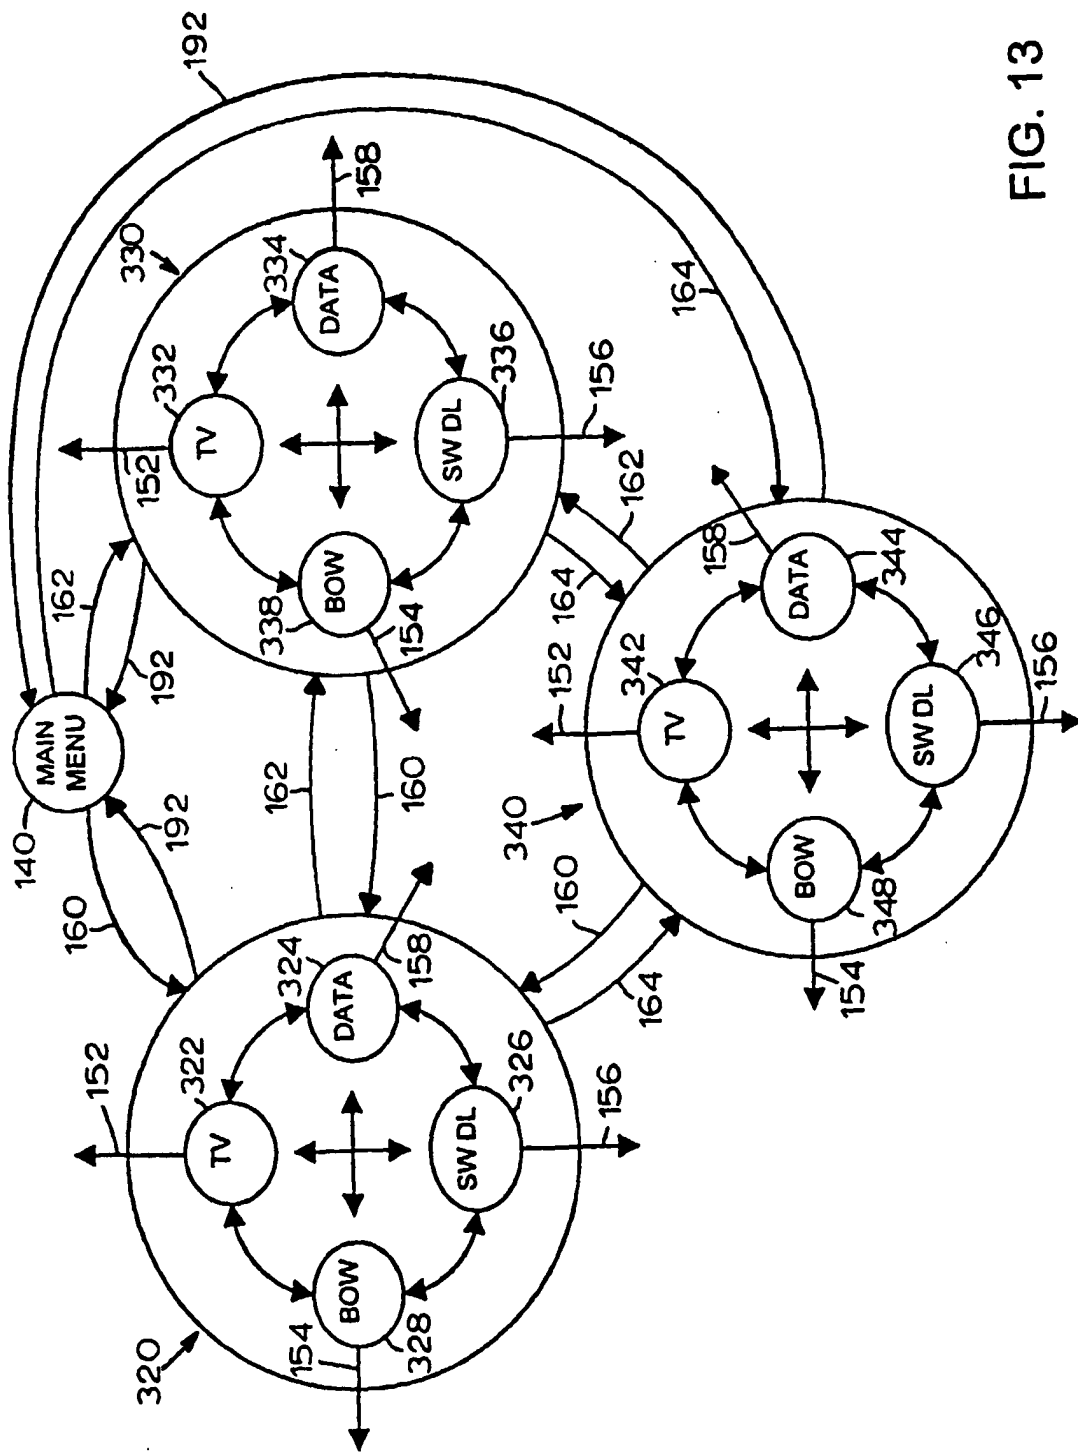 140
MAIN
MENU
160
192
162
192
192
164
320
152
322
TV
324
DATA
158
BOW
154
328
SW DL
326
156
162
160
330
152
332
TV
334
DATA
158
BOW
338
154
SW DL
336
156
160
164
164
162
340
152
342
TV
158
DATA
344
BOW
348
154
SW DL
346
156
FIG. 13